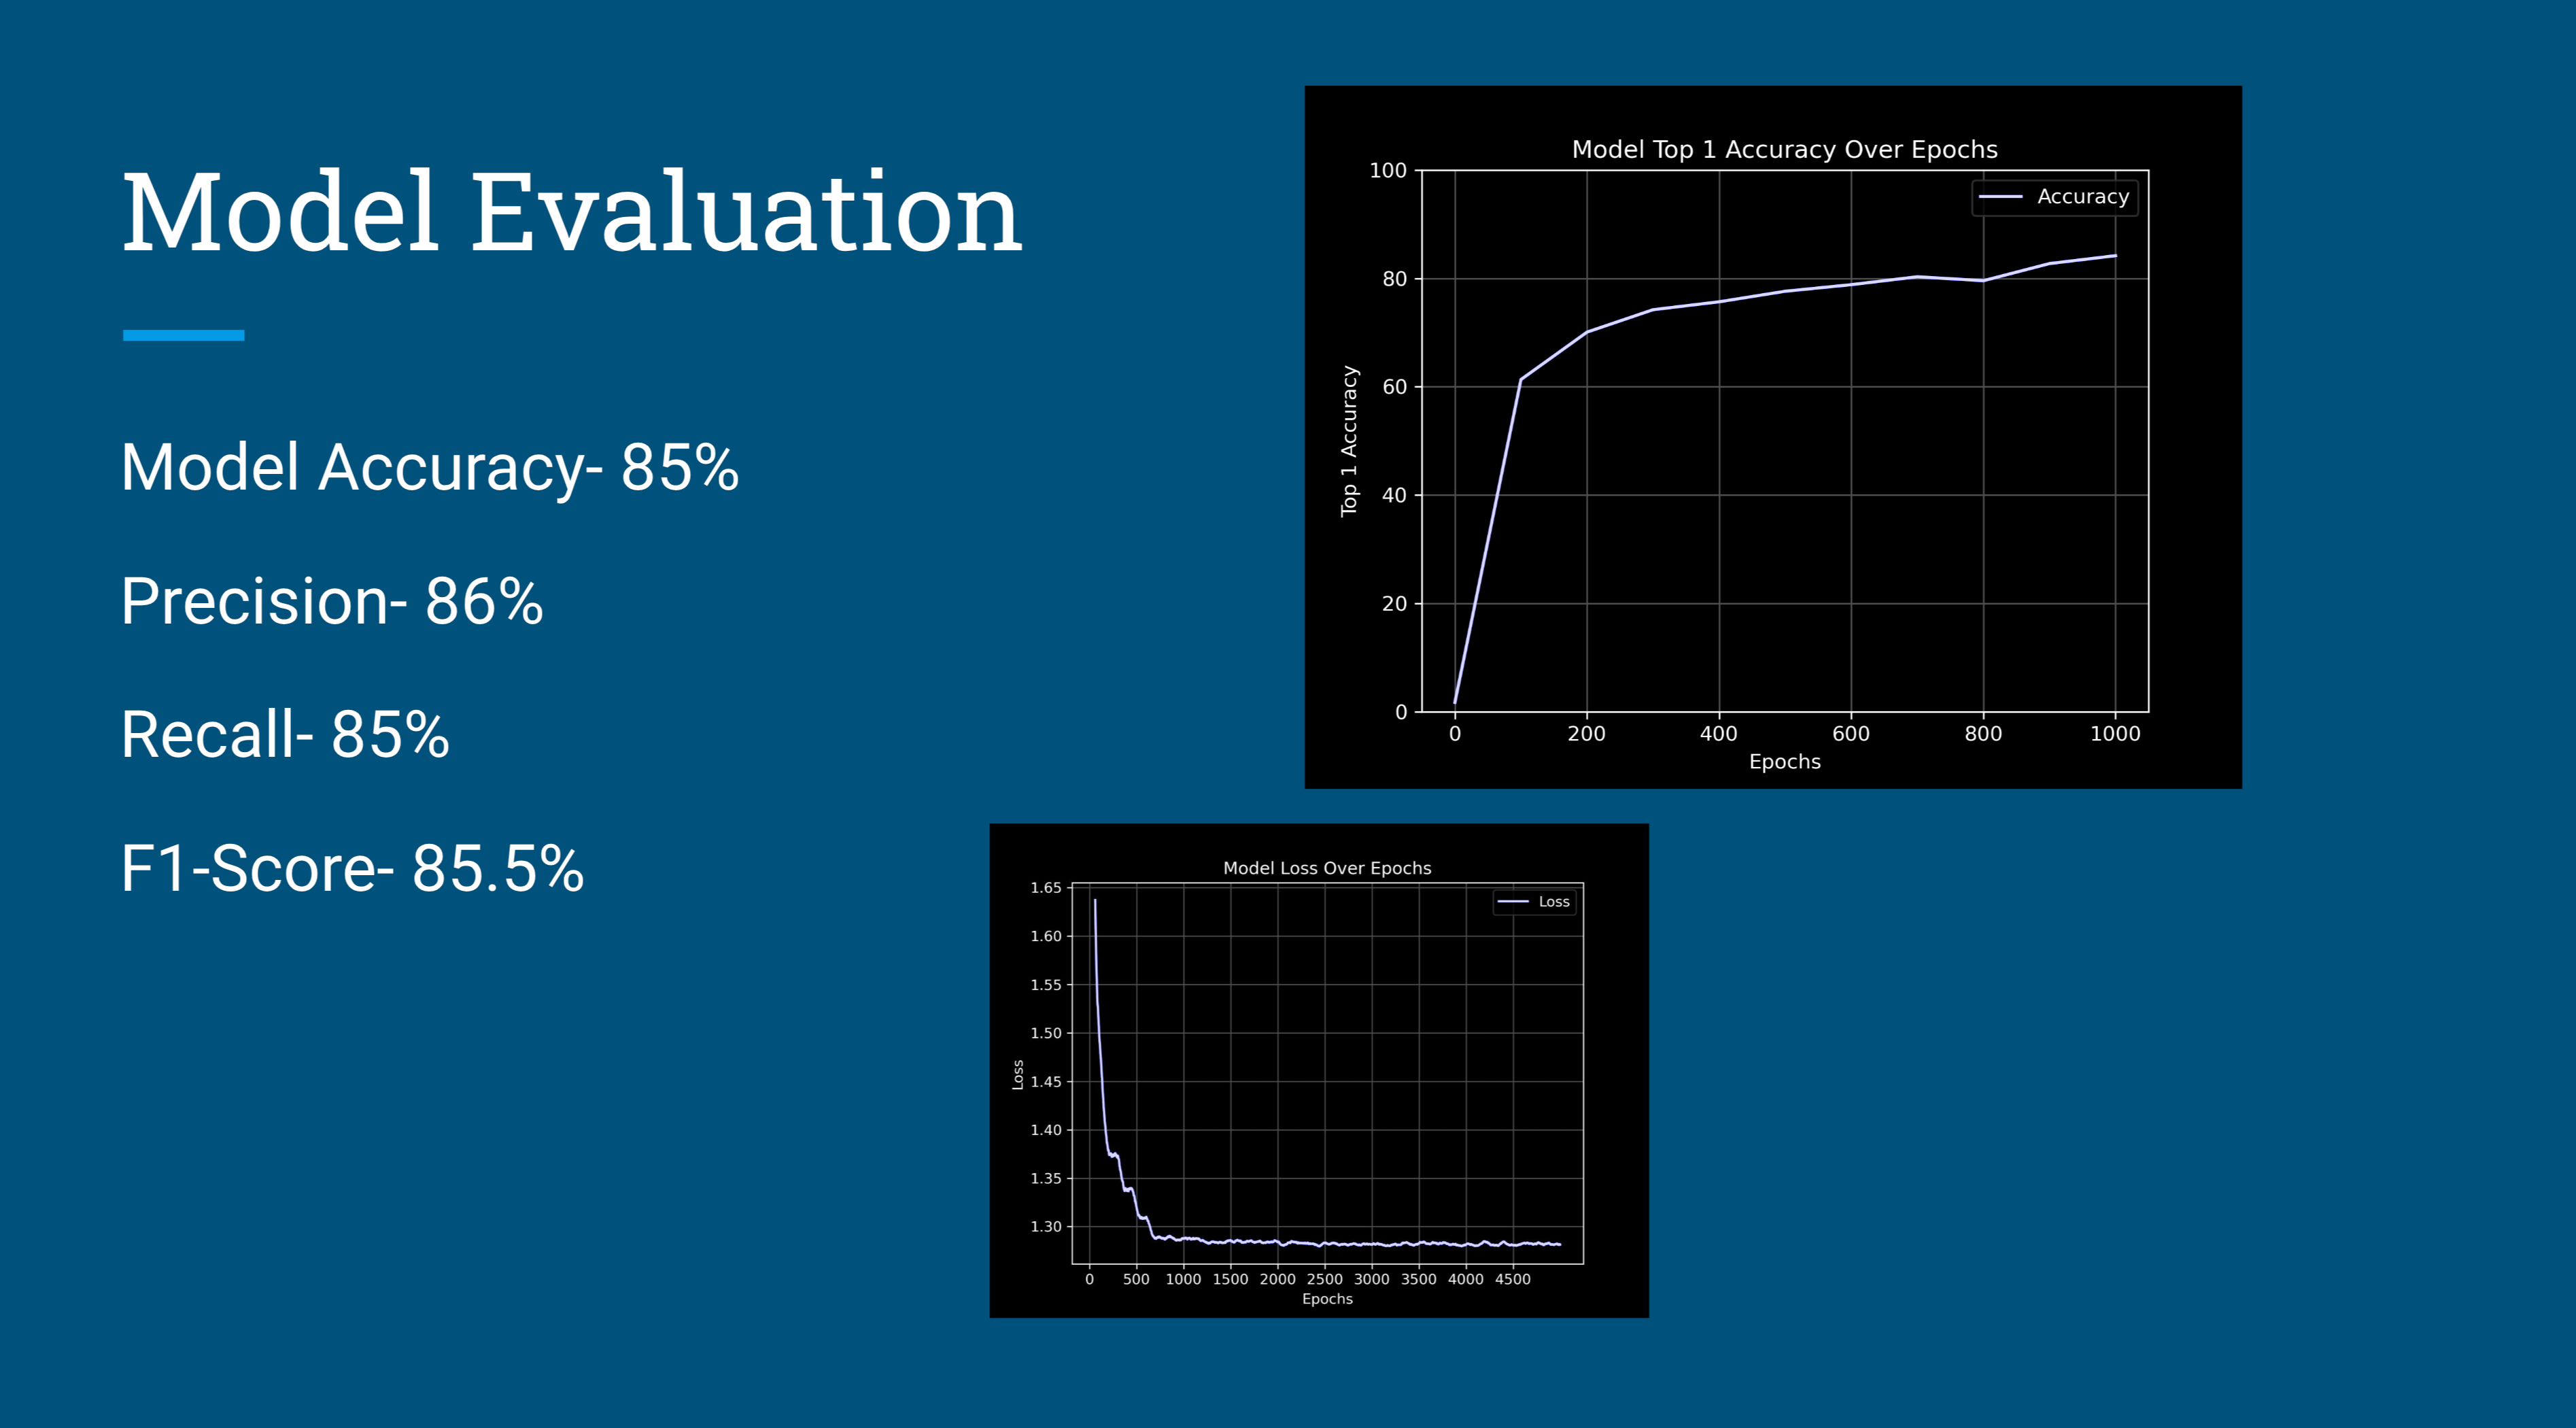 Model Evaluation
Model Accuracy- 85%
Precision- 86%
Recall- 85%
F1-Score- 85.5%
Model Top 1 Accuracy Over Epochs
Accuracy
100
80
60
40
20
0
Top 1 Accuracy
0 200 400 600 800 1000
Epochs
Model Loss Over Epochs
Loss
1.65
1.60
1.55
1.50
1.45
1.40
1.35
1.30
Loss
0 500 1000 1500 2000 2500 3000 3500 4000 4500
Epochs